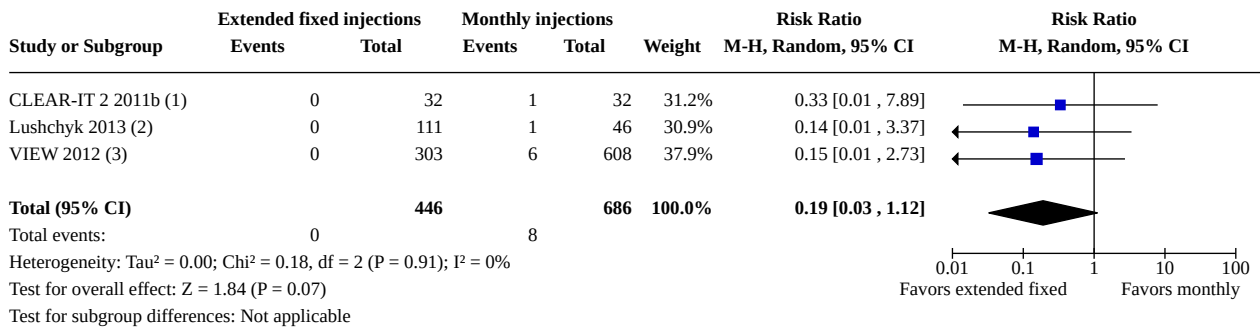 Extended fixed injections Monthly injections Risk Ratio Risk Ratio
Study or Subgroup Events Total Events Total Weight M-H, Random, 95% CI M-H, Random, 95% CI
CLEAR-IT 2 2011b (1) 0 32 1 32 31.2% 0.33 [0.01 , 7.89]
Lushchyk 2013 (2) 0 111 1 46 30.9% 0.14 [0.01 , 3.37]
VIEW 2012 (3) 0 303 6 608 37.9% 0.15 [0.01 , 2.73]
Total (95% CI) 446 686 100.0% 0.19 [0.03 , 1.12]
Total events: 0 8
Heterogeneity: Tau² = 0.00; Chi² = 0.18, df = 2 (P = 0.91); I² = 0%
0.01 0.1 1 10 100
Test for overall effect: Z = 1.84 (P = 0.07)
Favors extended fixed Favors monthly
Test for subgroup differences: Not applicable